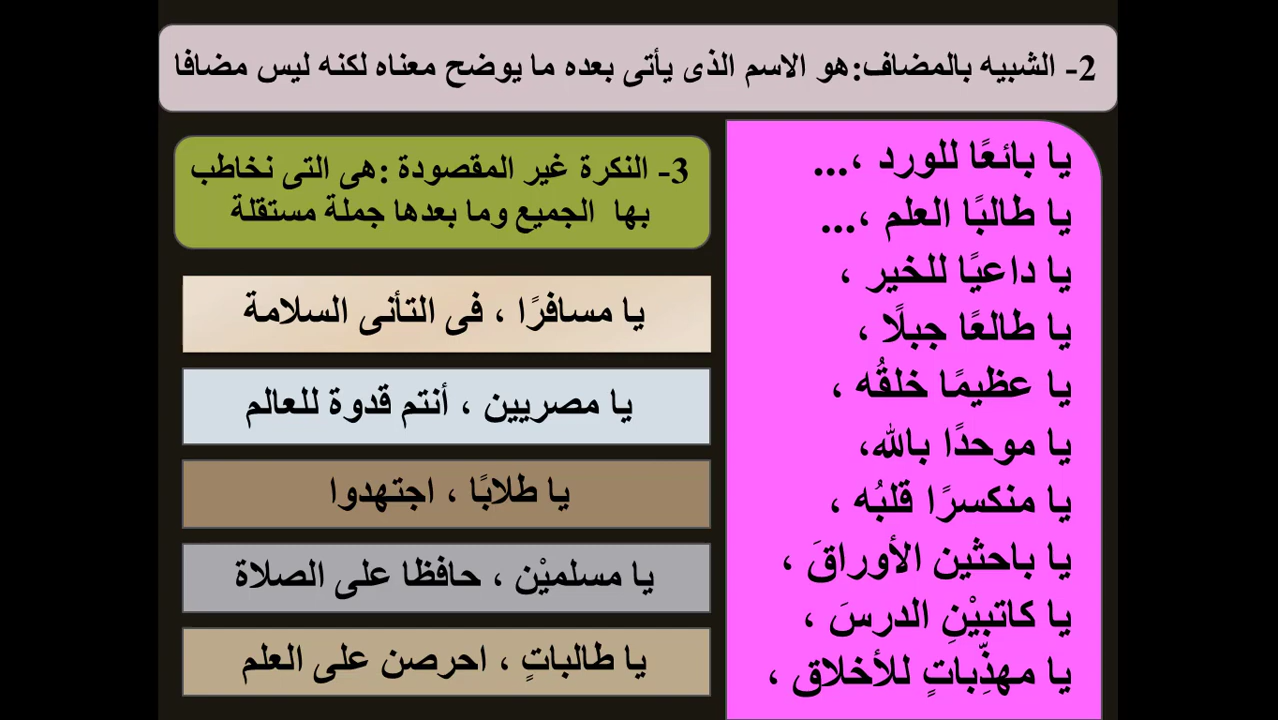 2- الشبيه بالمضاف:هو الاسم الذى يأتى بعده ما يوضح معناه لكنه ليس مضافا
يا بائعًا للورد ،...
يا طالبًا العلم ،...
يا داعيًا للخير ،
يا طالعًا جبلًا ،
يا عظيمًا خلقُه ،
يا موحدًا بالله،
يا منكسرًا قلبُه ،
يا باحثين الأوراقَ ،
يا كاتبيْنِ الدرسَ ،
يا مهذِّباتٍ للأخلاق ،
3- النكرة غير المقصودة :هى التى نخاطب
بها الجميع وما بعدها جملة مستقلة
يا مسافرًا ، فى التأنى السلامة
يا مصريين ، أنتم قدوة للعالم
يا طلابًا ، اجتهدوا
يا مسلميْن ، حافظا على الصلاة
يا طالباتٍ ، احرصن على العلم